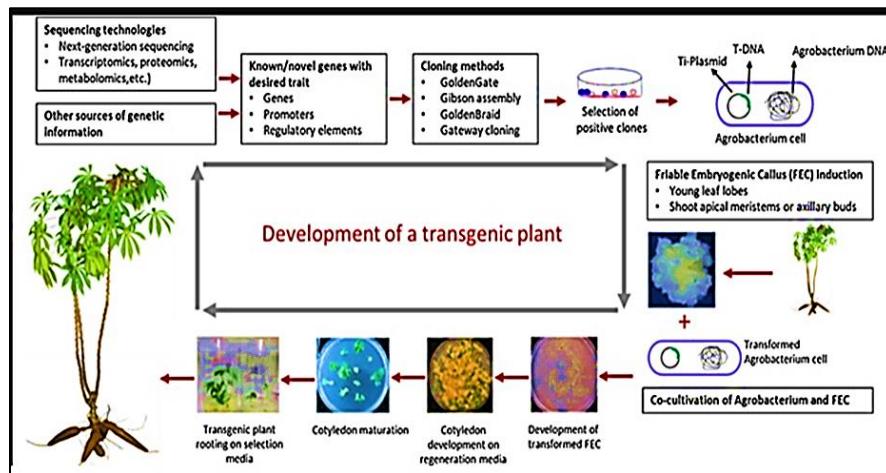 Sequencing technologies
• Next-generation sequencing
• Transcriptomics, proteomics,
metabolomics,etc.)
Other sources of genetic
information
Known/novel genes with
desired trait
• Genes
• Promoters
• Regulatory elements
Cloning methods
• GoldenGate
• Gibson assembly
• GoldenBraid
• Gateway cloning
Selection of
positive clones
Ti-Plasmid
T-DNA
Agrobacterium DNA
Agrobacterium cell
Friable Embryogenic Callus (FEC) Induction
• Young leaf lobes
• Shoot apical meristems or axillary buds
Development of a transgenic plant
+
Transformed
Agrobacterium cell
Co-cultivation of Agrobacterium and FEC
Development of
transformed FEC
Cotyledon
development on
regeneration media
Cotyledon maturation
Transgenic plant
rooting on selection
media